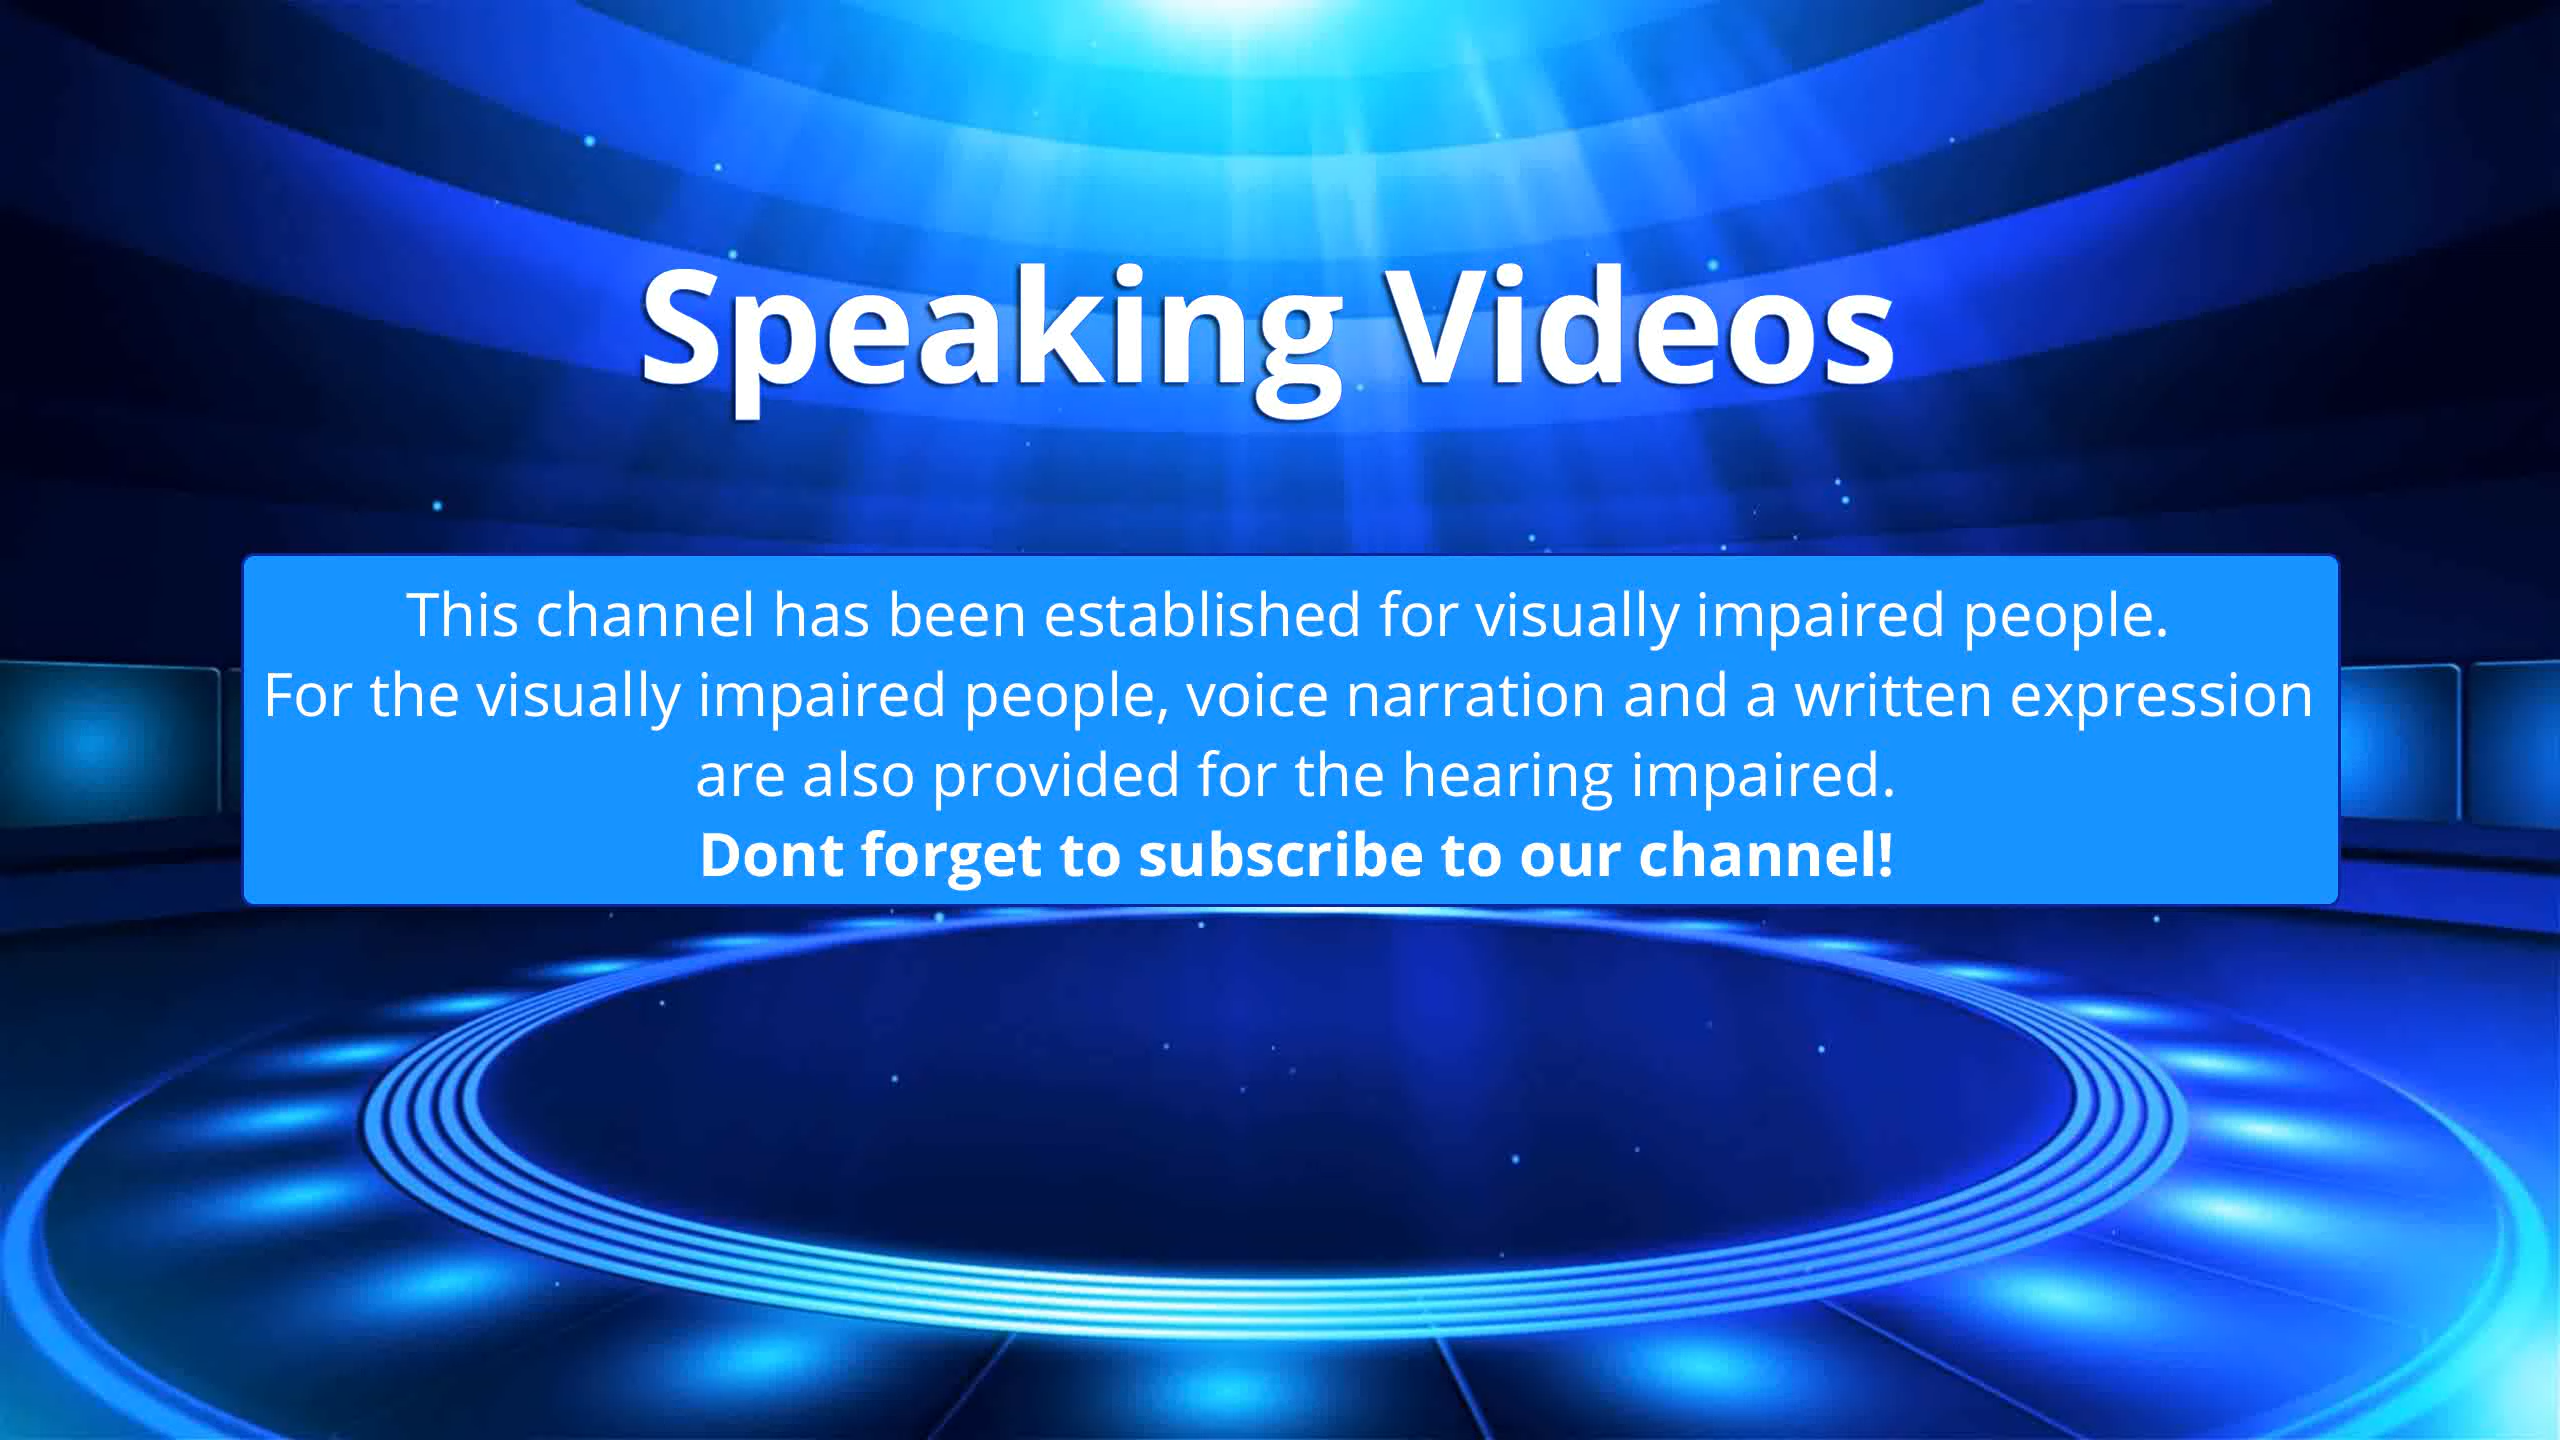 Speaking Videos
This channel has been established for visually impaired people.
For the visually impaired people, voice narration and a written expression
are also provided for the hearing impaired.
Dont forget to subscribe to our channel!